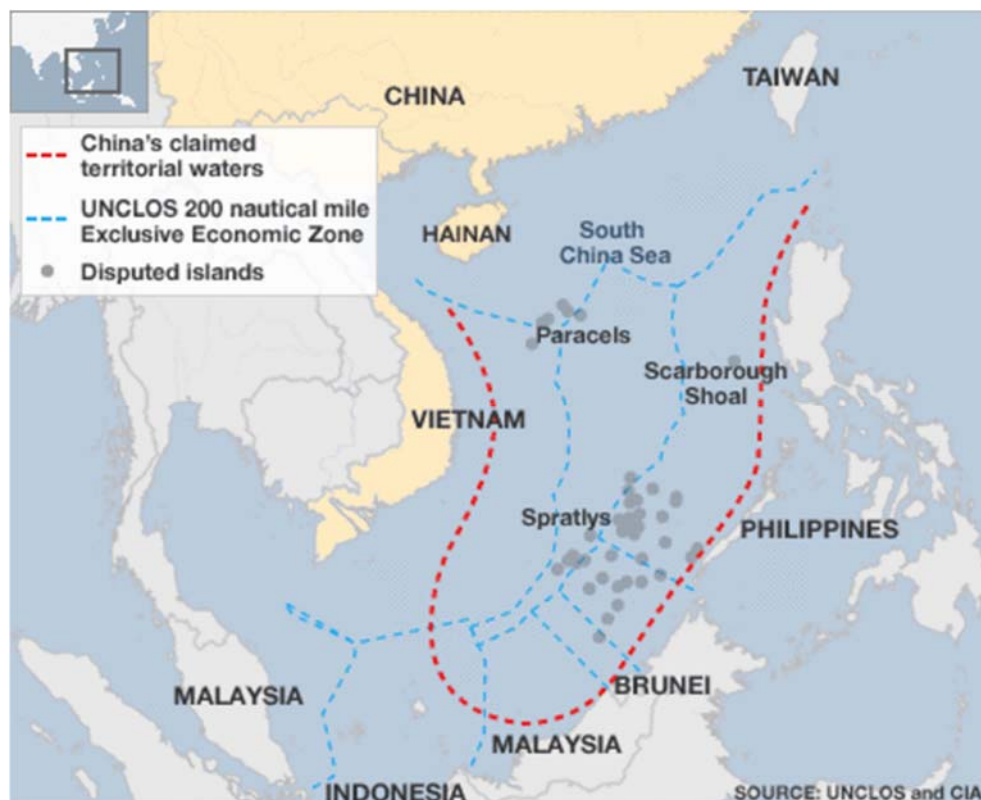 CHINA
TAIWAN
China's claimed
territorial waters
UNCLOS 200 nautical mile
Exclusive Economic Zone
Disputed islands
HAINAN
South
China Sea
Paracels
Scarborough
Shoal
VIETNAM
Spratlys
PHILIPPINES
MALAYSIA
BRUNEI
MALAYSIA
INDONESIA
SOURCE: UNCLOS and CIA